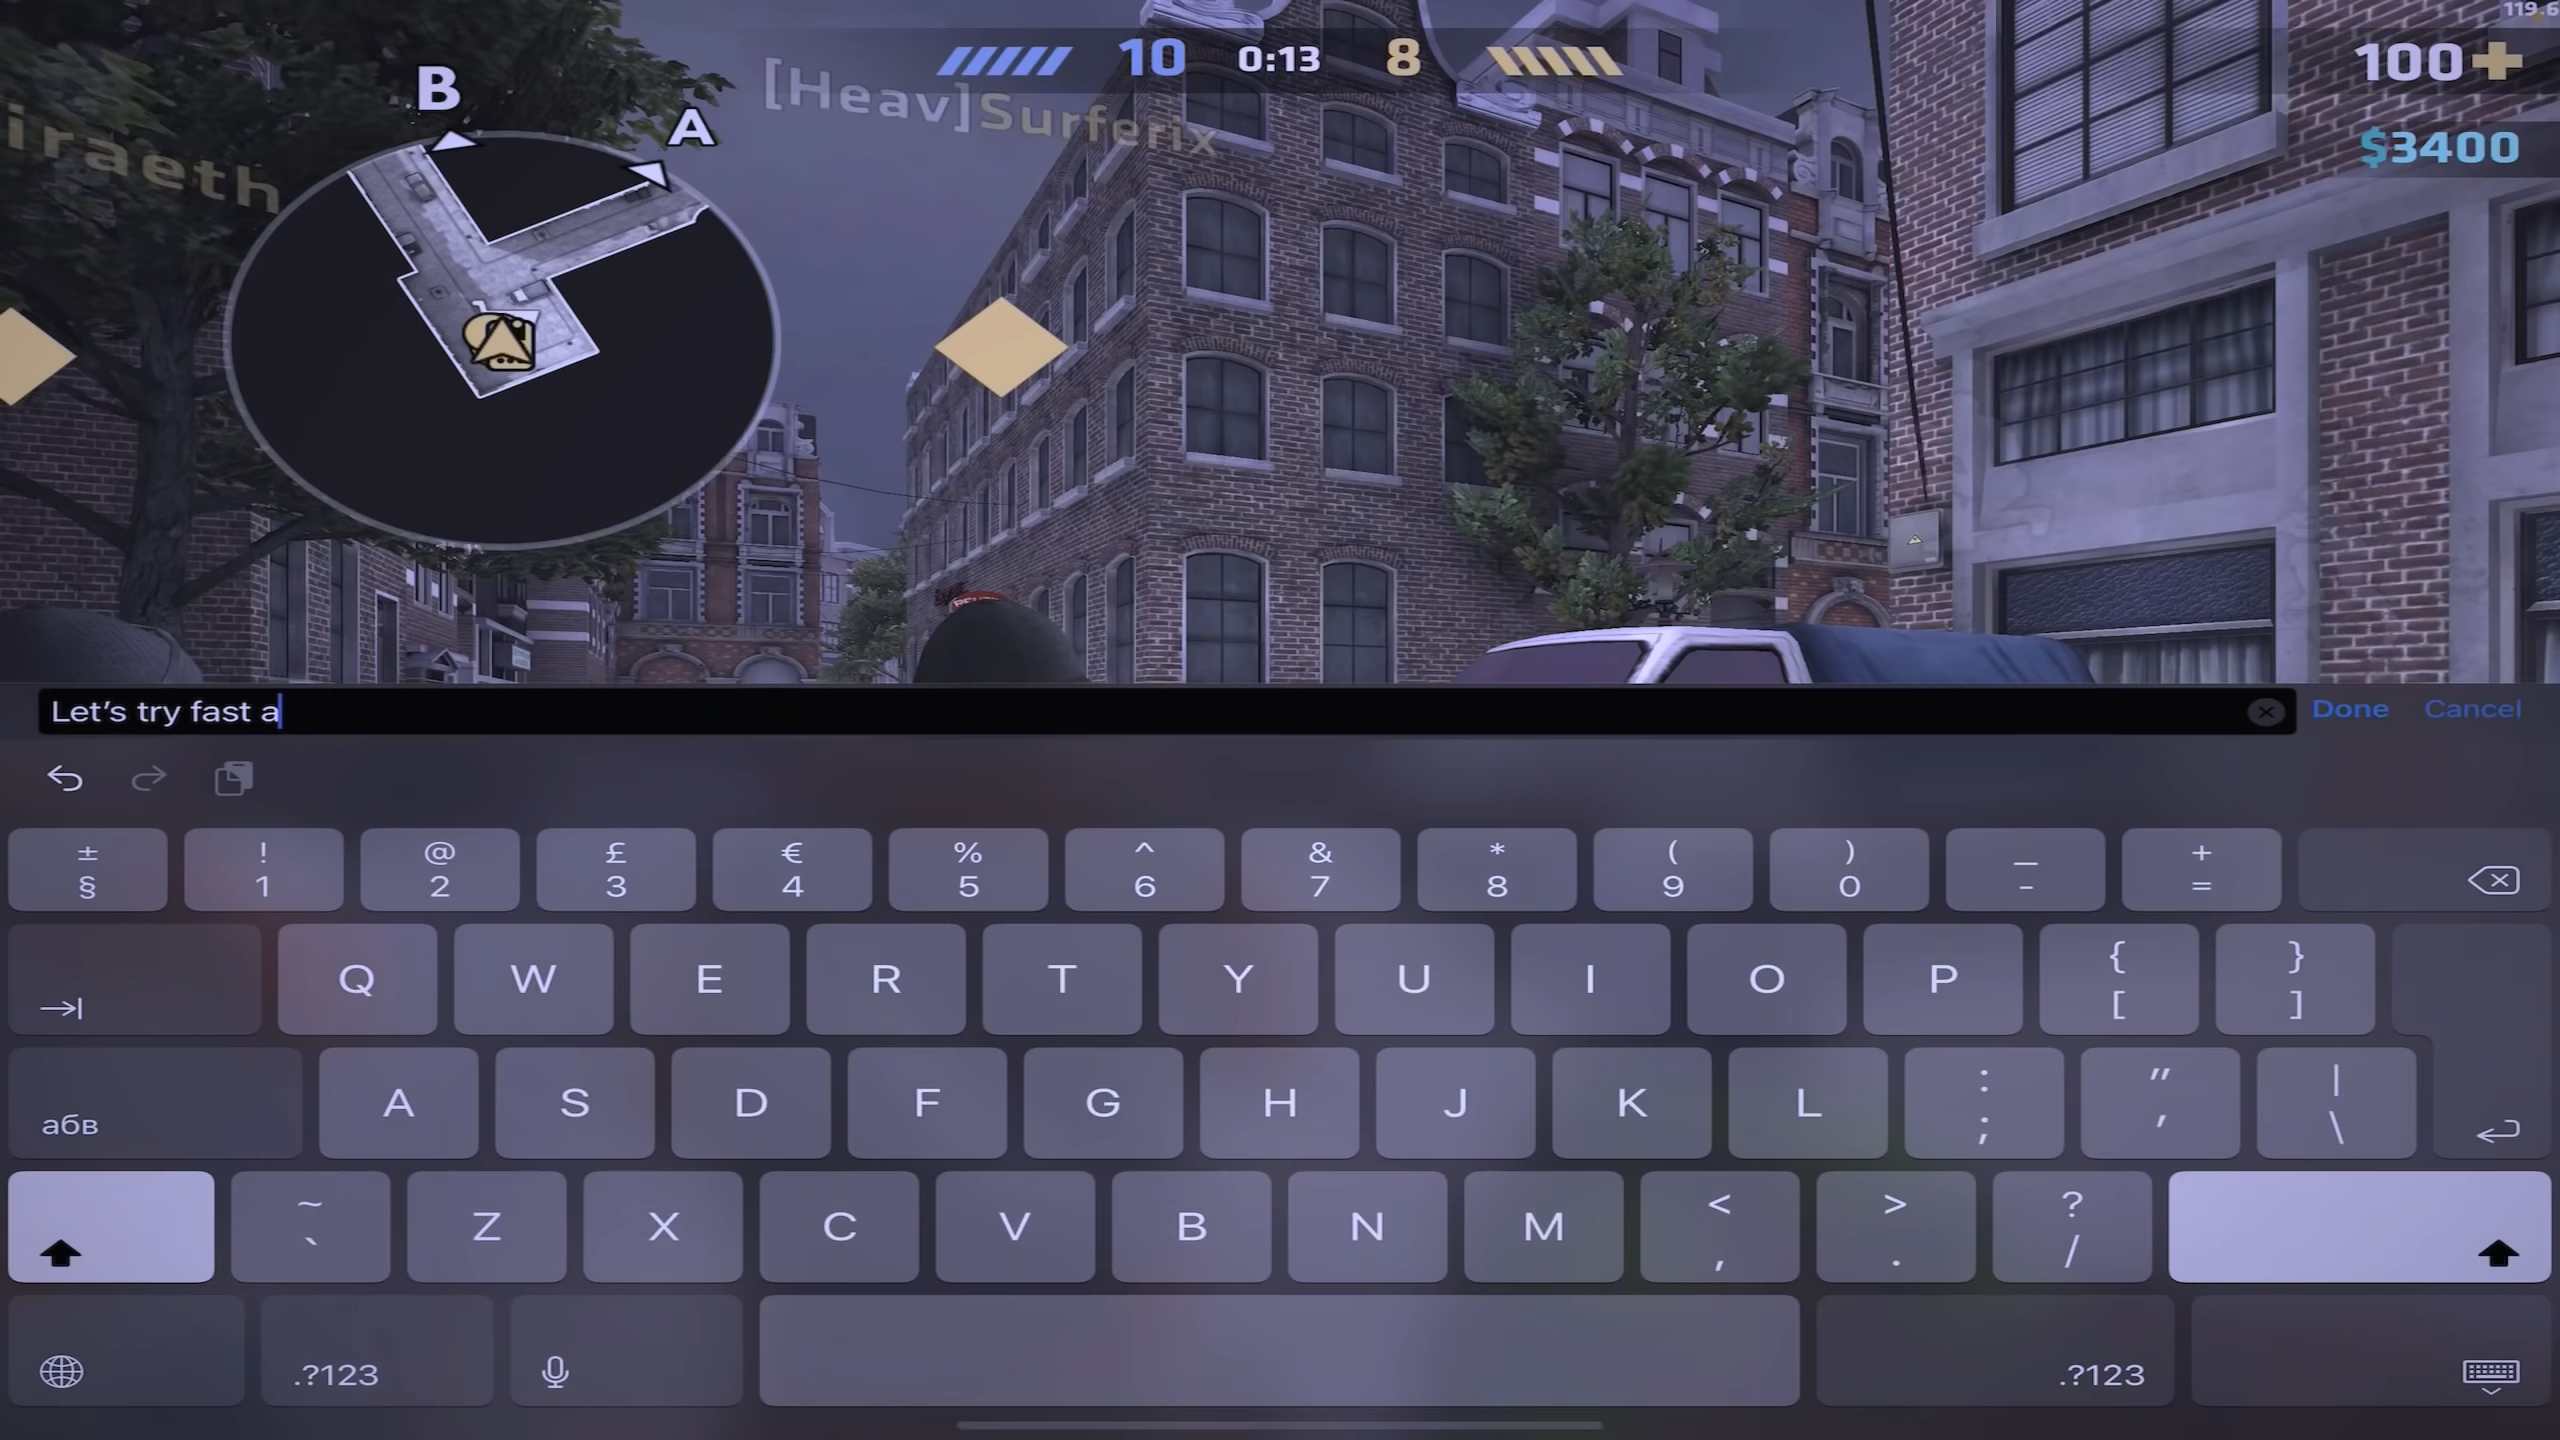 119.6
10 0:13 8
100
B
A
[Heav]Surferix
iraeth
$3400
Let's try fast a
Done Cancel
± ! @ £ € % ^ & * ( ) _ +
§ 1 2 3 4 5 6 7 8 9 0 - =
Q W E R T Y U I O P { }
[ ]
абв A S D F G H J K L : " |
; ' \
~ Z X C V B N M < > ?
` , . /
.?123 .?123